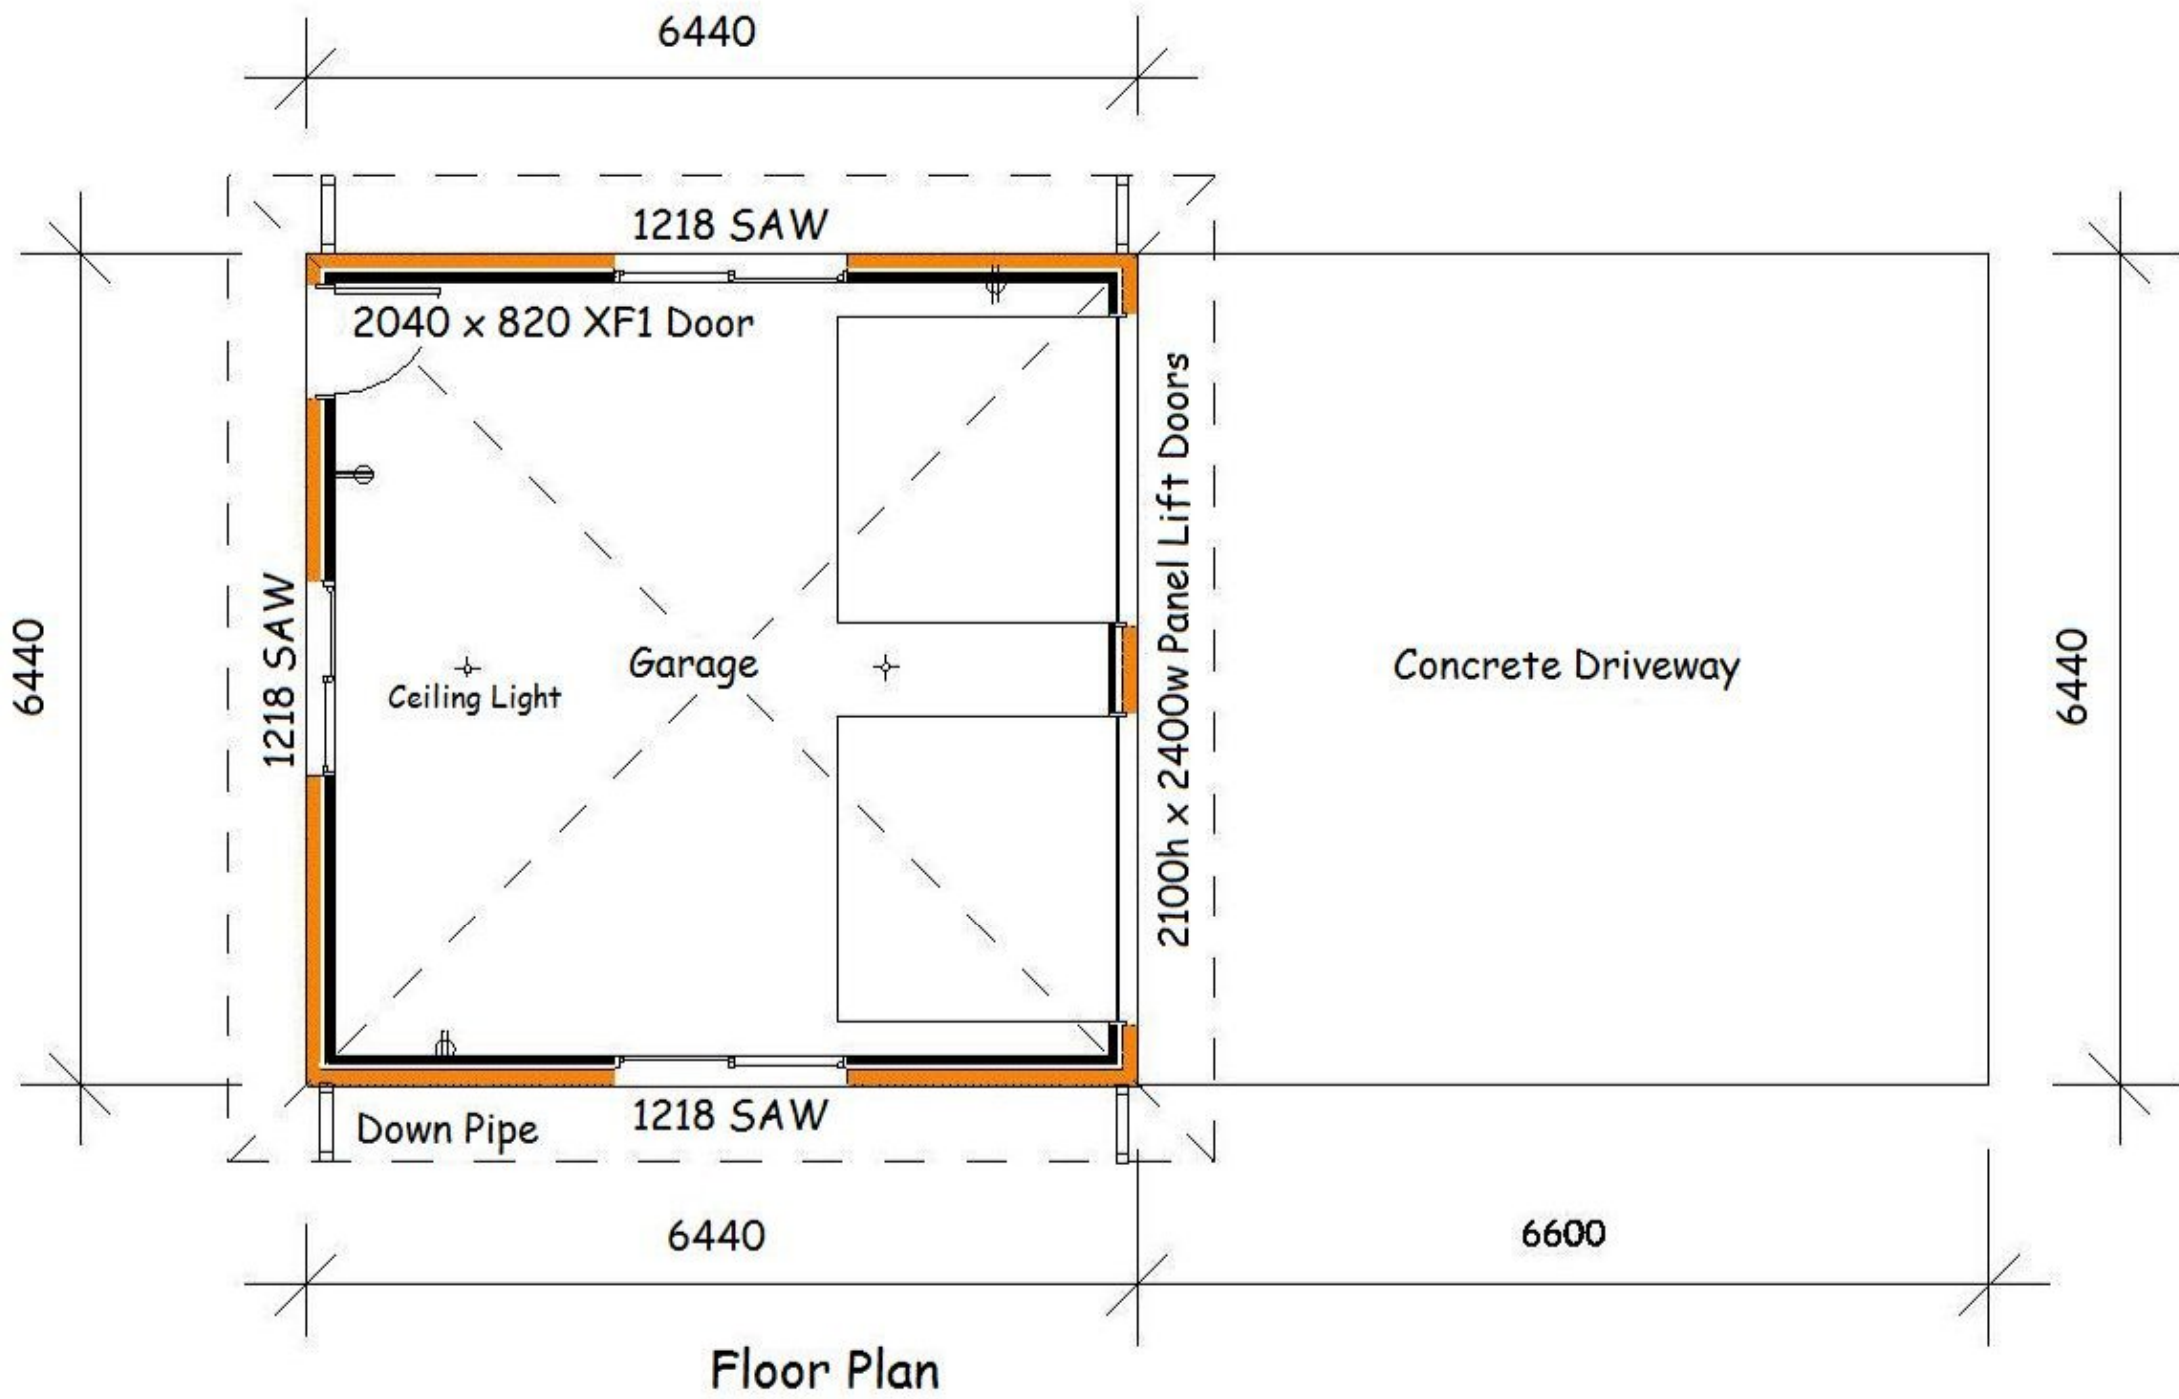 6440
1218 SAW
2040 x 820 XF1 Door
2100h x 2400w Panel Lift Doors
6440
1218 SAW
Garage
Ceiling Light
Concrete Driveway
6440
Down Pipe
1218 SAW
6440
6600
Floor Plan